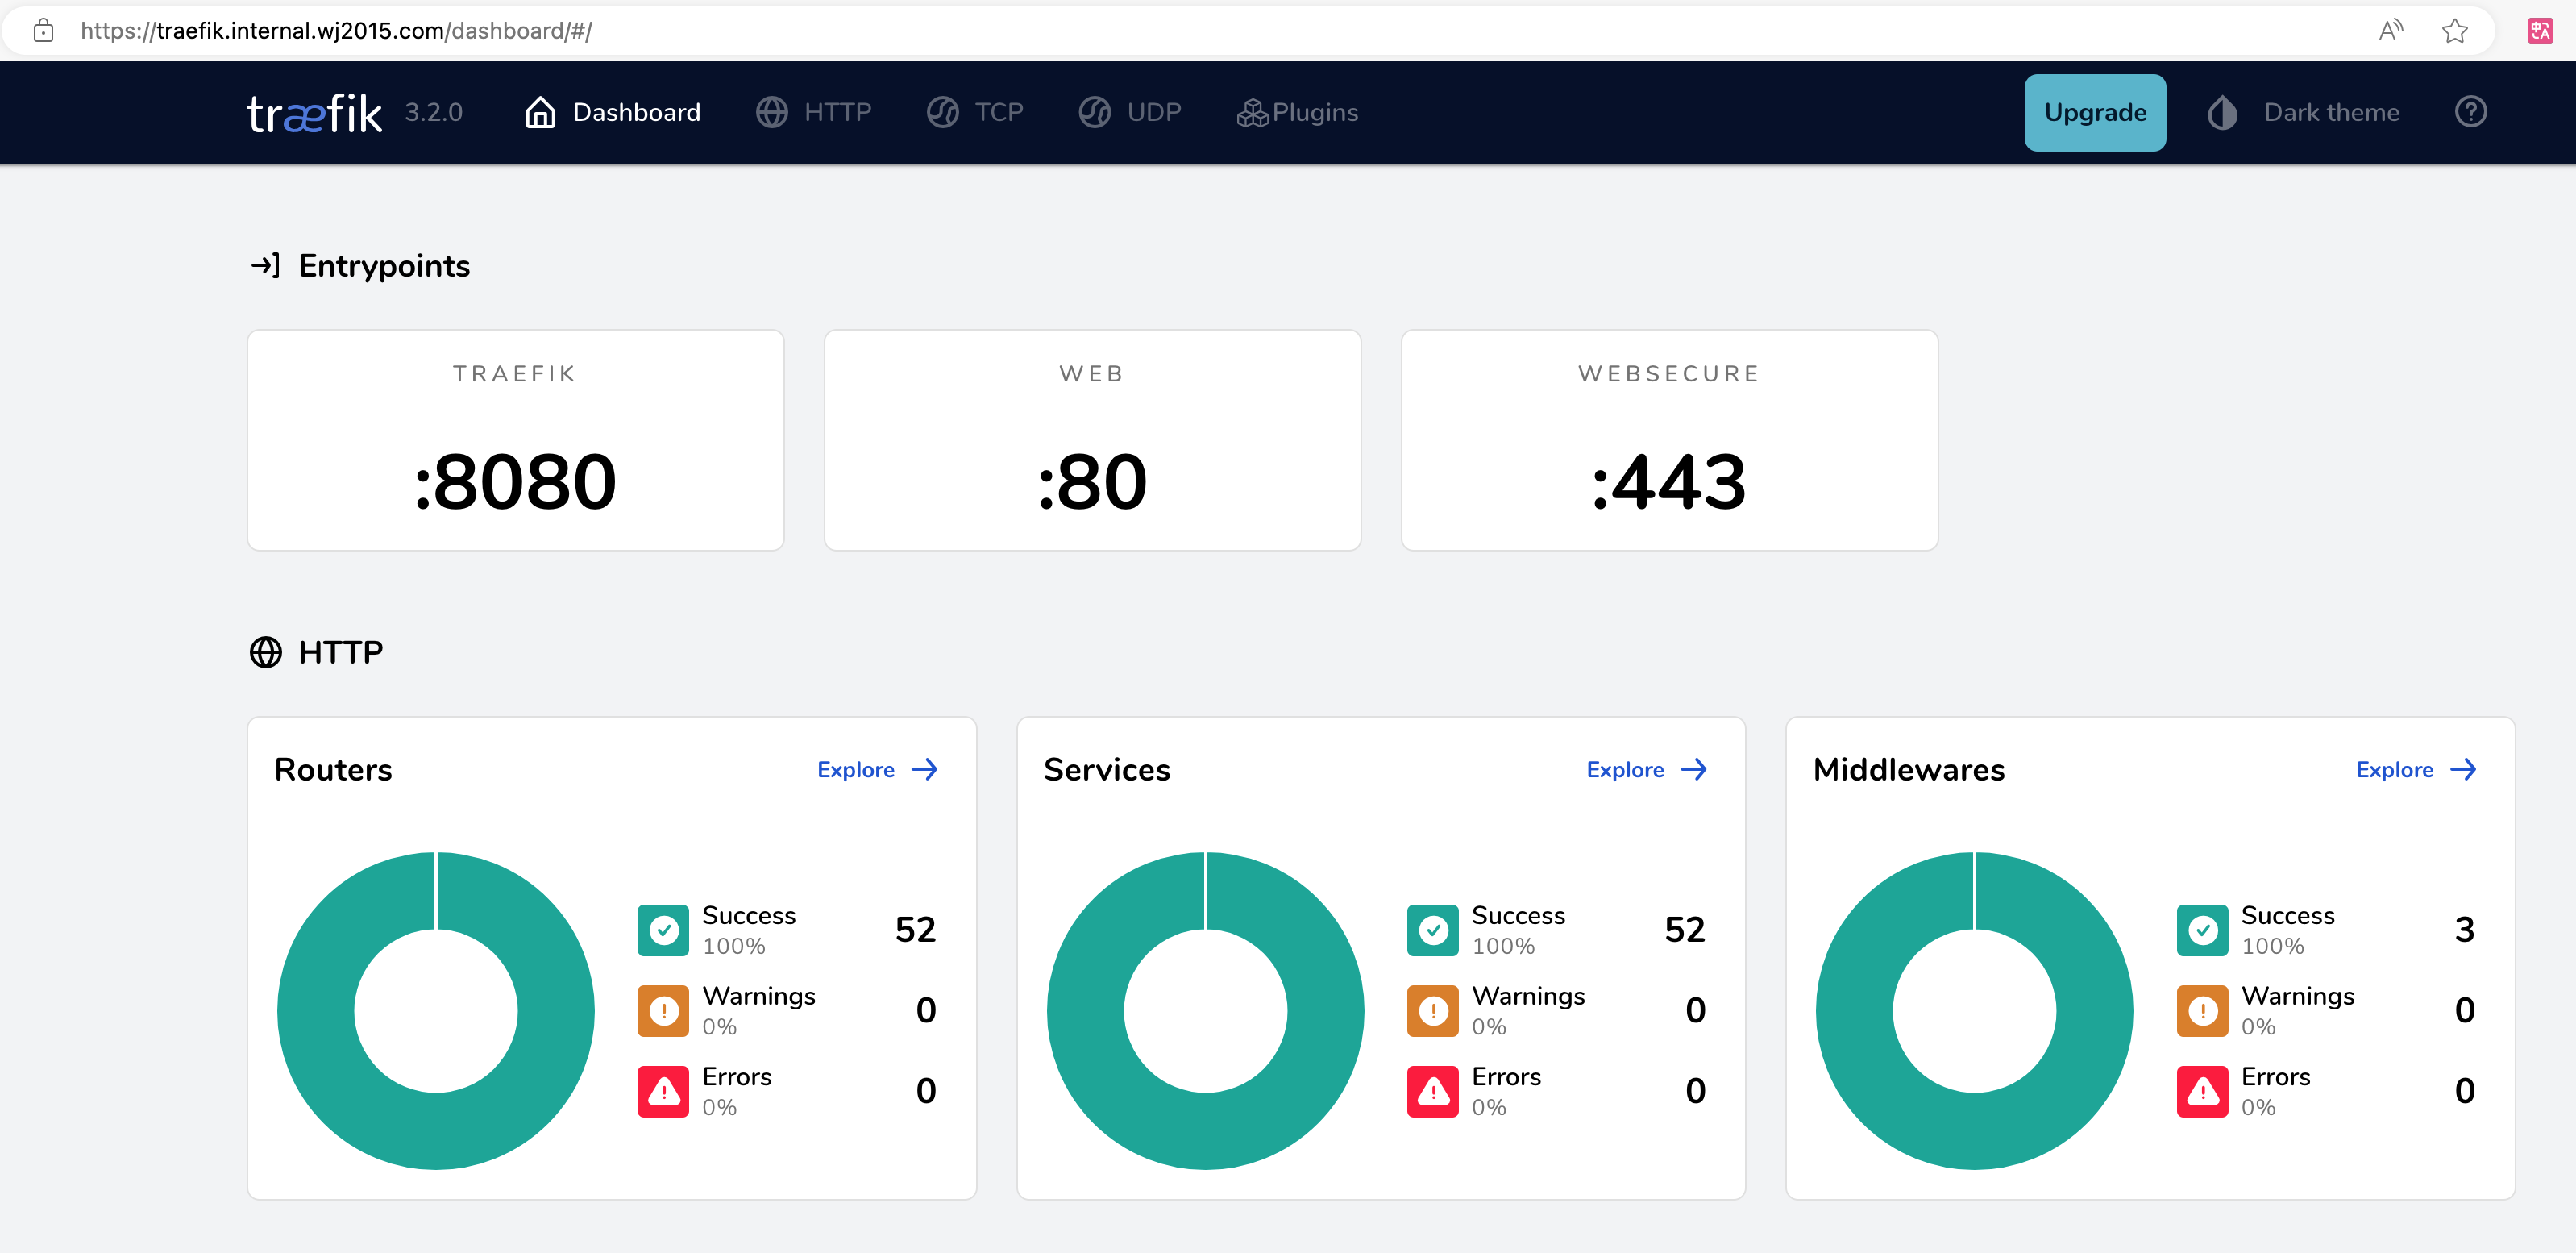 https://traefik.internal.wj2015.com/dashboard/#/
træfik 3.2.0 Dashboard HTTP TCP UDP Plugins Upgrade Dark theme
Entrypoints
TRAEFIK
:8080
WEB
:80
WEBSECURE
:443
HTTP
Routers Explore
Success 52
100%
Warnings 0
0%
Errors 0
0%
Services Explore
Success 52
100%
Warnings 0
0%
Errors 0
0%
Middlewares Explore
Success 3
100%
Warnings 0
0%
Errors 0
0%